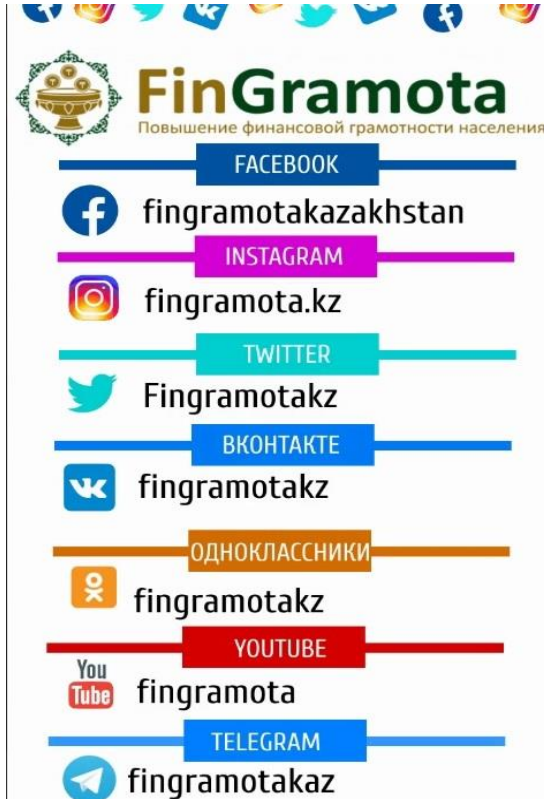 FinGramota
Повышение финансовой грамотности населения
FACEBOOK
fingramotakazakhstan
INSTAGRAM
fingramota.kz
TWITTER
Fingramotakz
ВКОНТАКТЕ
fingramotakz
ОДНОКЛАССНИКИ
fingramotakz
YOUTUBE
You
Tube
fingramota
TELEGRAM
fingramotakaz